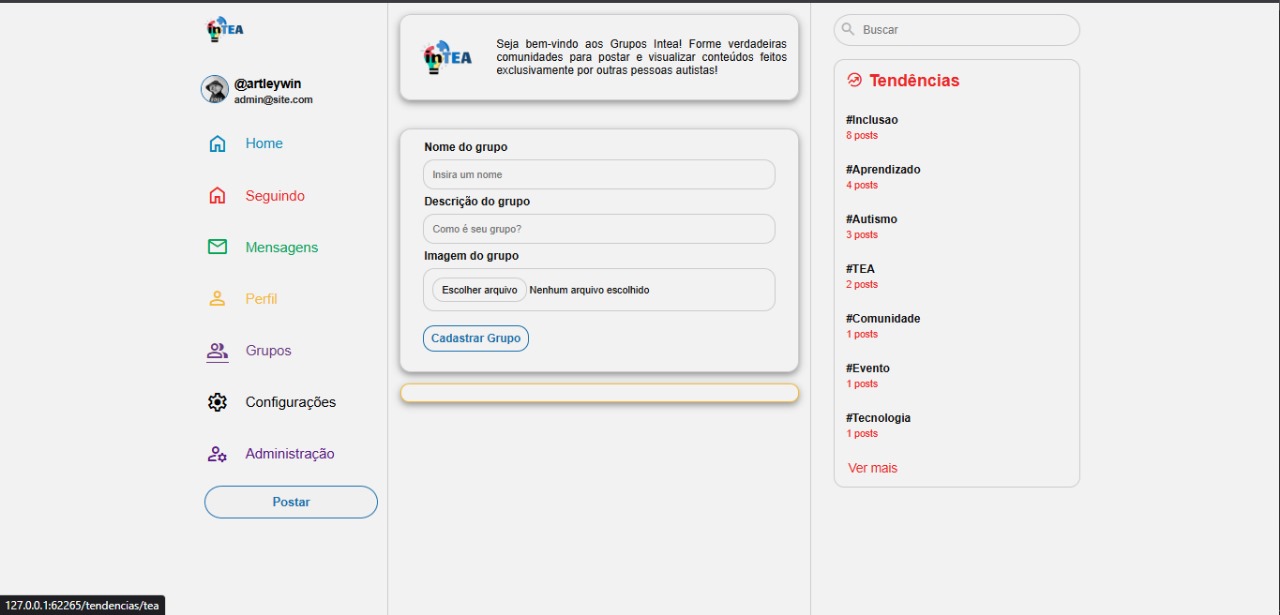 inTEA
@artleywin
admin@site.com
Home
Seguindo
Mensagens
Perfil
Grupos
Configurações
Administração
Postar
inTEA
Seja bem-vindo aos Grupos Intea! Forme verdadeiras
comunidades para postar e visualizar conteúdos feitos
exclusivamente por outras pessoas autistas!
Nome do grupo
Insira um nome
Descrição do grupo
Como é seu grupo?
Imagem do grupo
Escolher arquivo Nenhum arquivo escolhido
Cadastrar Grupo
Buscar
Tendências
#Inclusao
8 posts
#Aprendizado
4 posts
#Autismo
3 posts
#TEA
2 posts
#Comunidade
1 posts
#Evento
1 posts
#Tecnologia
1 posts
Ver mais
127.0.0.1:62265/tendencias/tea